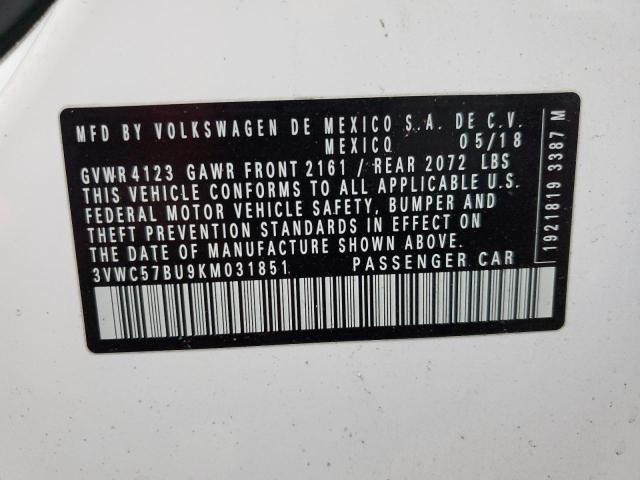 MFD BY VOLKSWAGEN DE MEXICO S.A. DE C.V.
MEXICO 05/18
GVWR 4123 GAWR FRONT 2161 / REAR 2072 LBS
THIS VEHICLE CONFORMS TO ALL APPLICABLE U.S.
FEDERAL MOTOR VEHICLE SAFETY, BUMPER AND
THEFT PREVENTION STANDARDS IN EFFECT ON
THE DATE OF MANUFACTURE SHOWN ABOVE.
3VWC57BU9KM031851 PASSENGER CAR
1921819 3387 M